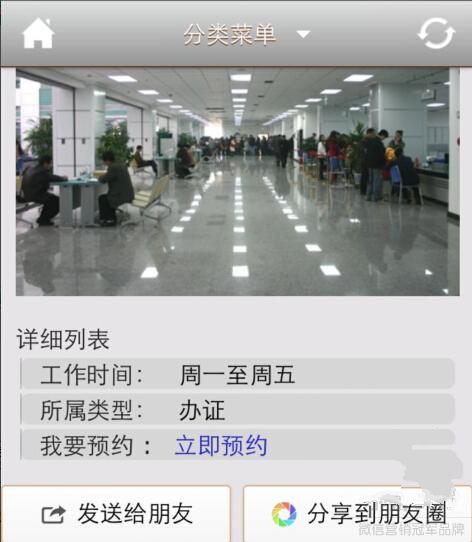 分类菜单
详细列表
工作时间： 周一至周五
所属类型： 办证
我要预约： 立即预约
发送给朋友
分享到朋友圈
微信营销冠军品牌